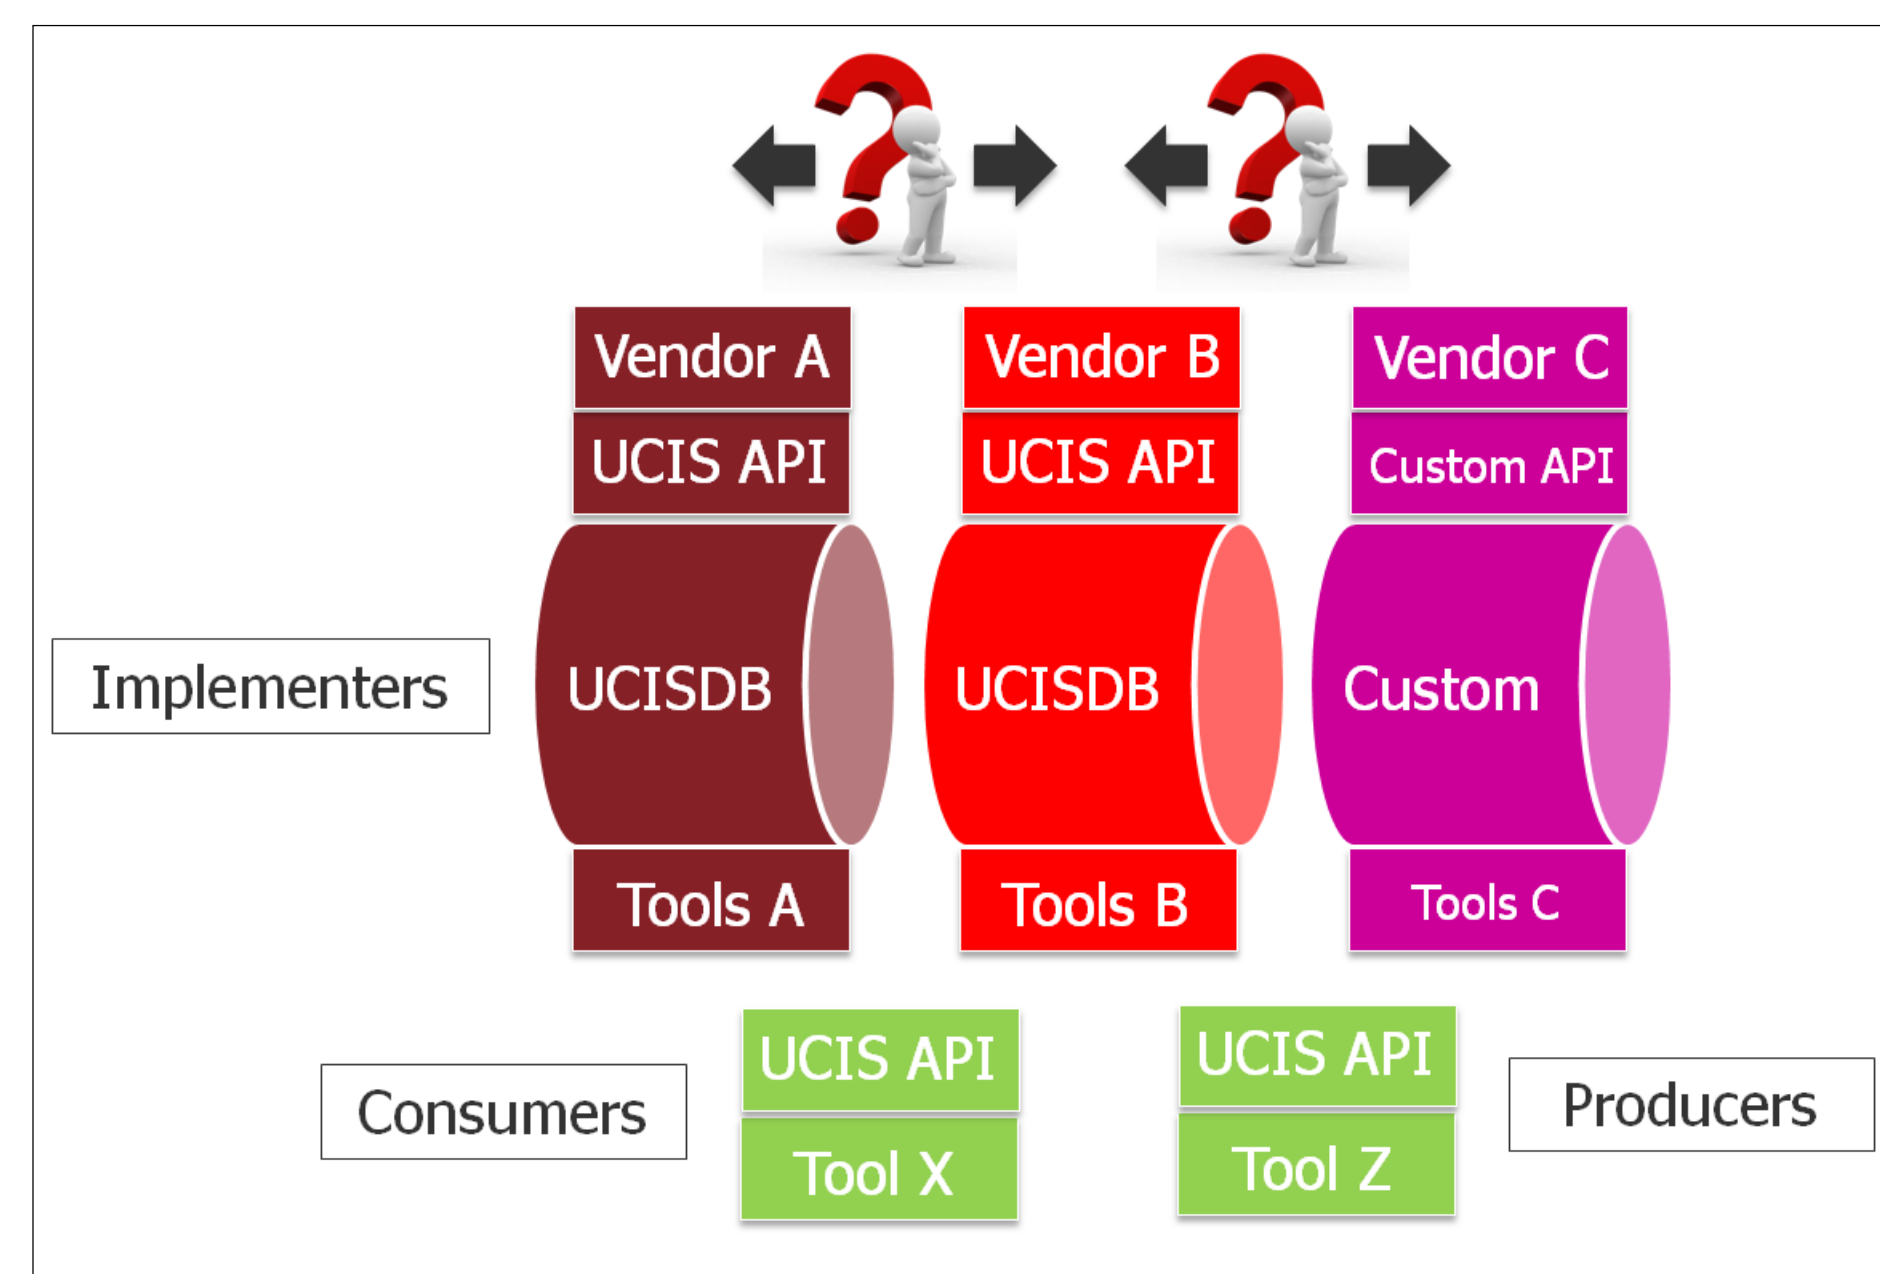 Vendor A
Vendor B
Vendor C
UCIS API
UCIS API
Custom API
Implementers
UCISDB
UCISDB
Custom
Tools A
Tools B
Tools C
Consumers
UCIS API
UCIS API
Producers
Tool X
Tool Z